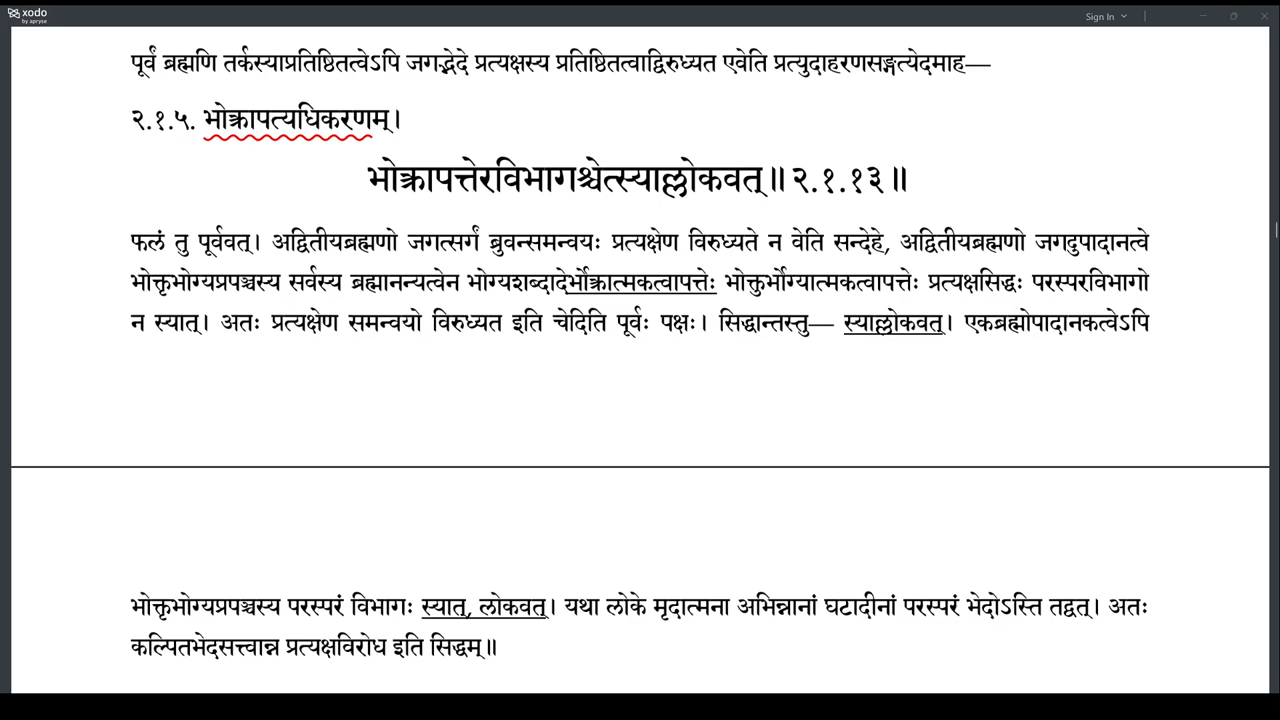 xodo
by apryse
Sign In
पूर्वं ब्रह्मणि तर्कस्याप्रतिष्ठितत्वेऽपि जगद्भेदे प्रत्यक्षस्य प्रतिष्ठितत्वाद्विरुध्यत एवेति प्रत्युदाहरणसङ्गत्येदमाह—
२.१.५. भोक्त्रापत्त्यधिकरणम्।
भोक्त्रापत्तेरविभागश्चेत्स्याल्लोकवत्॥२.१.१३॥
फलं तु पूर्ववत्। अद्वितीयब्रह्मणो जगत्सर्गं ब्रुवन्समन्वयः प्रत्यक्षेण विरुध्यते न वेति सन्देहे, अद्वितीयब्रह्मणो जगदुपादानत्वे
भोक्तृभोग्यप्रपञ्चस्य सर्वस्य ब्रह्मानन्यत्वेन भोग्यशब्दादेर्भोक्त्रात्मकत्वापत्तेः भोक्तुर्भोग्यात्मकत्वापत्तेः प्रत्यक्षसिद्धः परस्परविभागो
न स्यात्। अतः प्रत्यक्षेण समन्वयो विरुध्यत इति चेदिति पूर्वः पक्षः। सिद्धान्तस्तु— स्याल्लोकवत्। एकब्रह्मोपादानकत्वेऽपि
भोक्तृभोग्यप्रपञ्चस्य परस्परं विभागः स्यात्, लोकवत्। यथा लोके मृदात्मना अभिन्नानां घटादीनां परस्परं भेदोऽस्ति तद्वत्। अतः
कल्पितभेदसत्त्वान्न प्रत्यक्षविरोध इति सिद्धम्॥